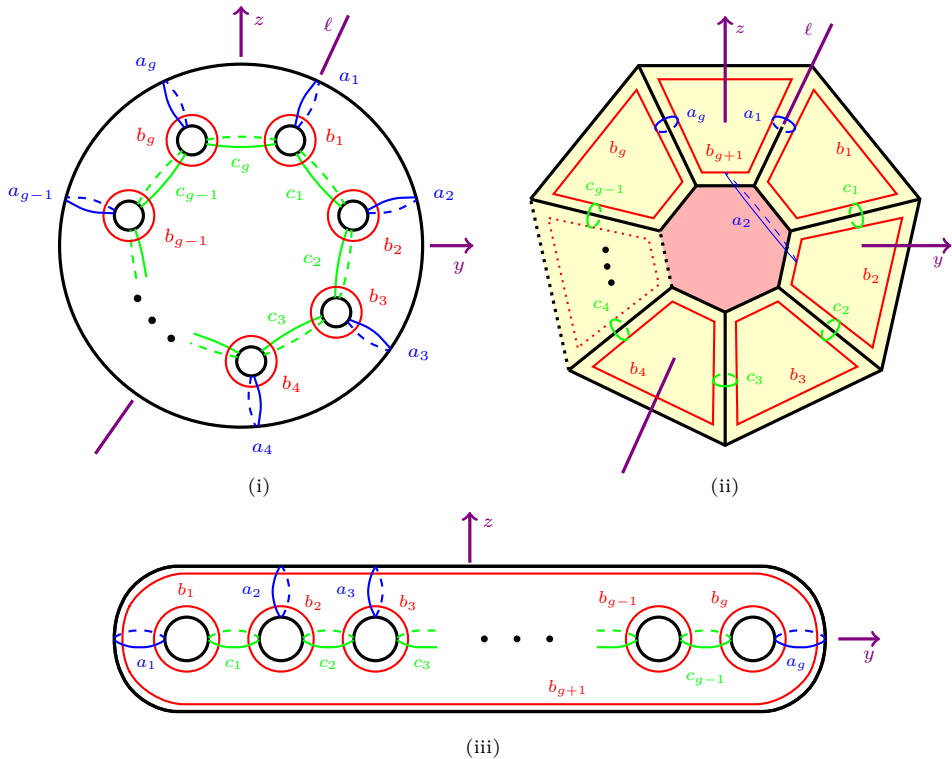 z
ℓ
a_g
a_1
b_g
b_1
c_g
c_{g-1}
c_1
a_{g-1}
a_2
b_{g-1}
b_2
c_2
y
b_3
c_3
a_3
b_4
a_4
(i)
z
ℓ
a_g
a_1
b_g
b_{g+1}
b_1
c_{g-1}
c_1
a_2
b_2
y
c_4
c_2
b_4
c_3
b_3
(ii)
z
b_1
a_2
b_2
a_3
b_3
b_{g-1}
b_g
y
a_1
c_1
c_2
c_3
c_{g-1}
a_g
b_{g+1}
(iii)